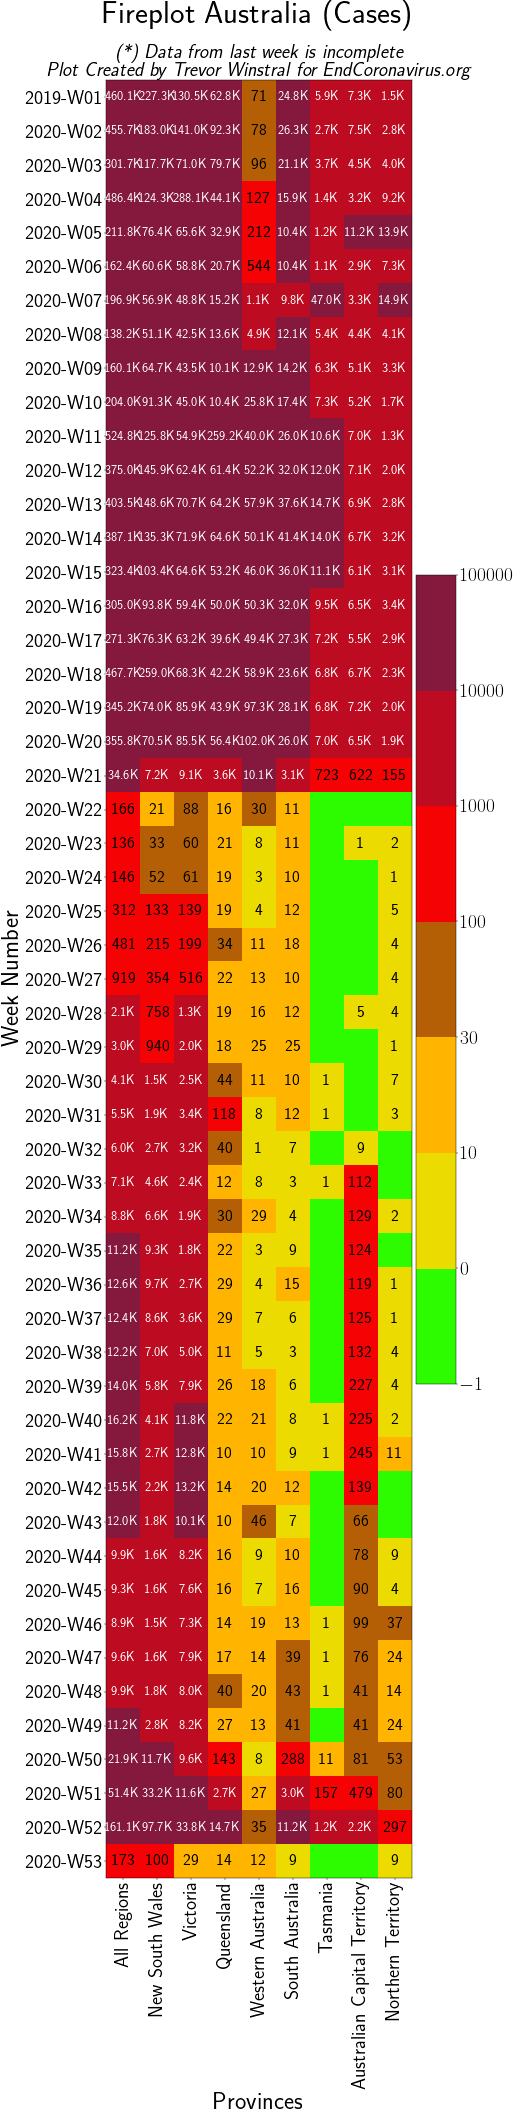 Fireplot Australia (Cases)
(*) Data from last week is incomplete
Plot Created by Trevor Winstral for EndCoronavirus.org
2019-W01 460.1K 227.3K 130.5K 62.8K 71 24.8K 5.9K 7.3K 1.5K
2020-W02 455.7K 183.0K 141.0K 92.3K 78 26.3K 2.7K 7.5K 2.8K
2020-W03 301.7K 117.7K 71.0K 79.7K 96 21.1K 3.7K 4.5K 4.0K
2020-W04 486.4K 124.3K 288.1K 44.1K 127 15.9K 1.4K 3.2K 9.2K
2020-W05 211.8K 76.4K 65.6K 32.9K 212 10.4K 1.2K 11.2K 13.9K
2020-W06 162.4K 60.6K 58.8K 20.7K 544 10.4K 1.1K 2.9K 7.3K
2020-W07 196.9K 56.9K 48.8K 15.2K 1.1K 9.8K 47.0K 3.3K 14.9K
2020-W08 138.2K 51.1K 42.5K 13.6K 4.9K 12.1K 5.4K 4.4K 4.1K
2020-W09 160.1K 64.7K 43.5K 10.1K 12.9K 14.2K 6.3K 5.1K 3.3K
2020-W10 204.0K 91.3K 45.0K 10.4K 25.8K 17.4K 7.3K 5.2K 1.7K
2020-W11 524.8K 125.8K 54.9K 259.2K 40.0K 26.0K 10.6K 7.0K 1.3K
2020-W12 375.0K 145.9K 62.4K 61.4K 52.2K 32.0K 12.0K 7.1K 2.0K
2020-W13 403.5K 148.6K 70.7K 64.2K 57.9K 37.6K 14.7K 6.9K 2.8K
2020-W14 387.1K 135.3K 71.9K 64.6K 50.1K 41.4K 14.0K 6.7K 3.2K
2020-W15 323.4K 103.4K 64.6K 53.2K 46.0K 36.0K 11.1K 6.1K 3.1K
2020-W16 305.0K 93.8K 59.4K 50.0K 50.3K 32.0K 9.5K 6.5K 3.4K
2020-W17 271.3K 76.3K 63.2K 39.6K 49.4K 27.3K 7.2K 5.5K 2.9K
2020-W18 467.7K 259.0K 68.3K 42.2K 58.9K 23.6K 6.8K 6.7K 2.3K
2020-W19 345.2K 74.0K 85.9K 43.9K 97.3K 28.1K 6.8K 7.2K 2.0K
2020-W20 355.8K 70.5K 85.5K 56.4K 102.0K 26.0K 7.0K 6.5K 1.9K
2020-W21 34.6K 7.2K 9.1K 3.6K 10.1K 3.1K 723 622 155
2020-W22 166 21 88 16 30 11
2020-W23 136 33 60 21 8 11 1 2
2020-W24 146 52 61 19 3 10 1
2020-W25 312 133 139 19 4 12 5
2020-W26 481 215 199 34 11 18 4
2020-W27 919 354 516 22 13 10 4
2020-W28 2.1K 758 1.3K 19 16 12 5 4
2020-W29 3.0K 940 2.0K 18 25 25 1
2020-W30 4.1K 1.5K 2.5K 44 11 10 1 7
2020-W31 5.5K 1.9K 3.4K 118 8 12 1 3
2020-W32 6.0K 2.7K 3.2K 40 1 7 9
2020-W33 7.1K 4.6K 2.4K 12 8 3 1 112
2020-W34 8.8K 6.6K 1.9K 30 29 4 129 2
2020-W35 11.2K 9.3K 1.8K 22 3 9 124
2020-W36 12.6K 9.7K 2.7K 29 4 15 119 1
2020-W37 12.4K 8.6K 3.6K 29 7 6 125 1
2020-W38 12.2K 7.0K 5.0K 11 5 3 132 4
2020-W39 14.0K 5.8K 7.9K 26 18 6 227 4
2020-W40 16.2K 4.1K 11.8K 22 21 8 1 225 2
2020-W41 15.8K 2.7K 12.8K 10 10 9 1 245 11
2020-W42 15.5K 2.2K 13.2K 14 20 12 139
2020-W43 12.0K 1.8K 10.1K 10 46 7 66
2020-W44 9.9K 1.6K 8.2K 16 9 10 78 9
2020-W45 9.3K 1.6K 7.6K 16 7 16 90 4
2020-W46 8.9K 1.5K 7.3K 14 19 13 1 99 37
2020-W47 9.6K 1.6K 7.9K 17 14 39 1 76 24
2020-W48 9.9K 1.8K 8.0K 40 20 43 1 41 14
2020-W49 11.2K 2.8K 8.2K 27 13 41 41 24
2020-W50 21.9K 11.7K 9.6K 143 8 288 11 81 53
2020-W51 51.4K 33.2K 11.6K 2.7K 27 3.0K 157 479 80
2020-W52 161.1K 97.7K 33.8K 14.7K 35 11.2K 1.2K 2.2K 297
2020-W53 173 100 29 14 12 9 9
Week Number
100000
10000
1000
100
30
10
0
−1
All Regions
New South Wales
Victoria
Queensland
Western Australia
South Australia
Tasmania
Australian Capital Territory
Northern Territory
Provinces